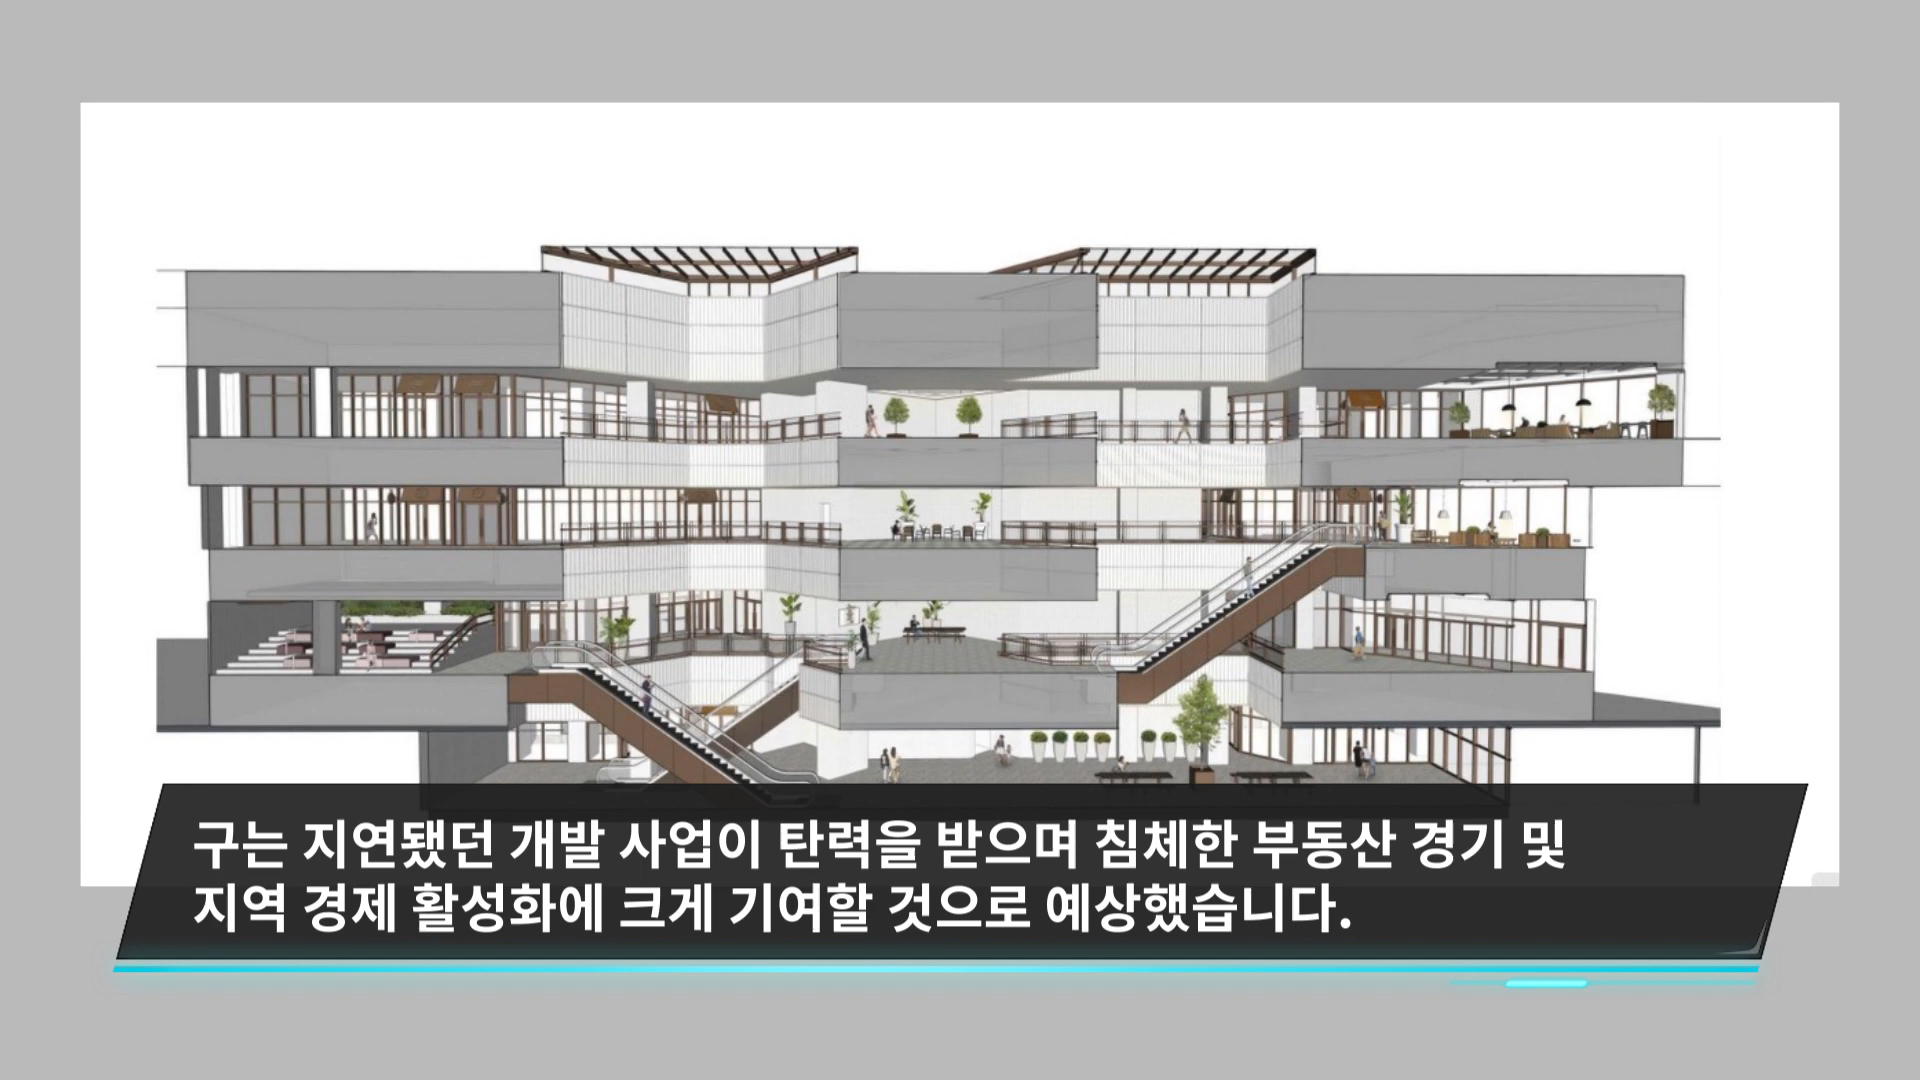 구는 지연됐던 개발 사업이 탄력을 받으며 침체한 부동산 경기 및
지역 경제 활성화에 크게 기여할 것으로 예상했습니다.